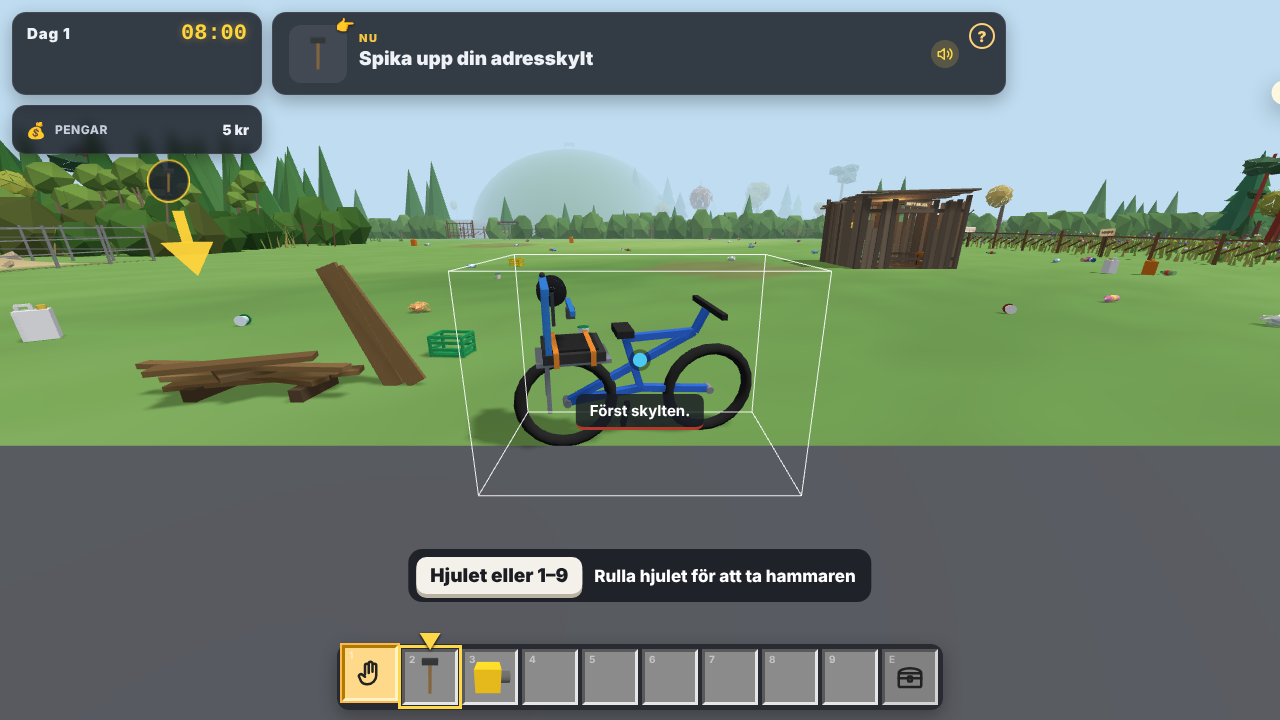 Dag 1
08:00
NU
Spika upp din adresskylt
?
PENGAR
5 kr
Först skylten.
Hjulet eller 1–9
Rulla hjulet för att ta hammaren
1
2
3
4
5
6
7
8
9
E